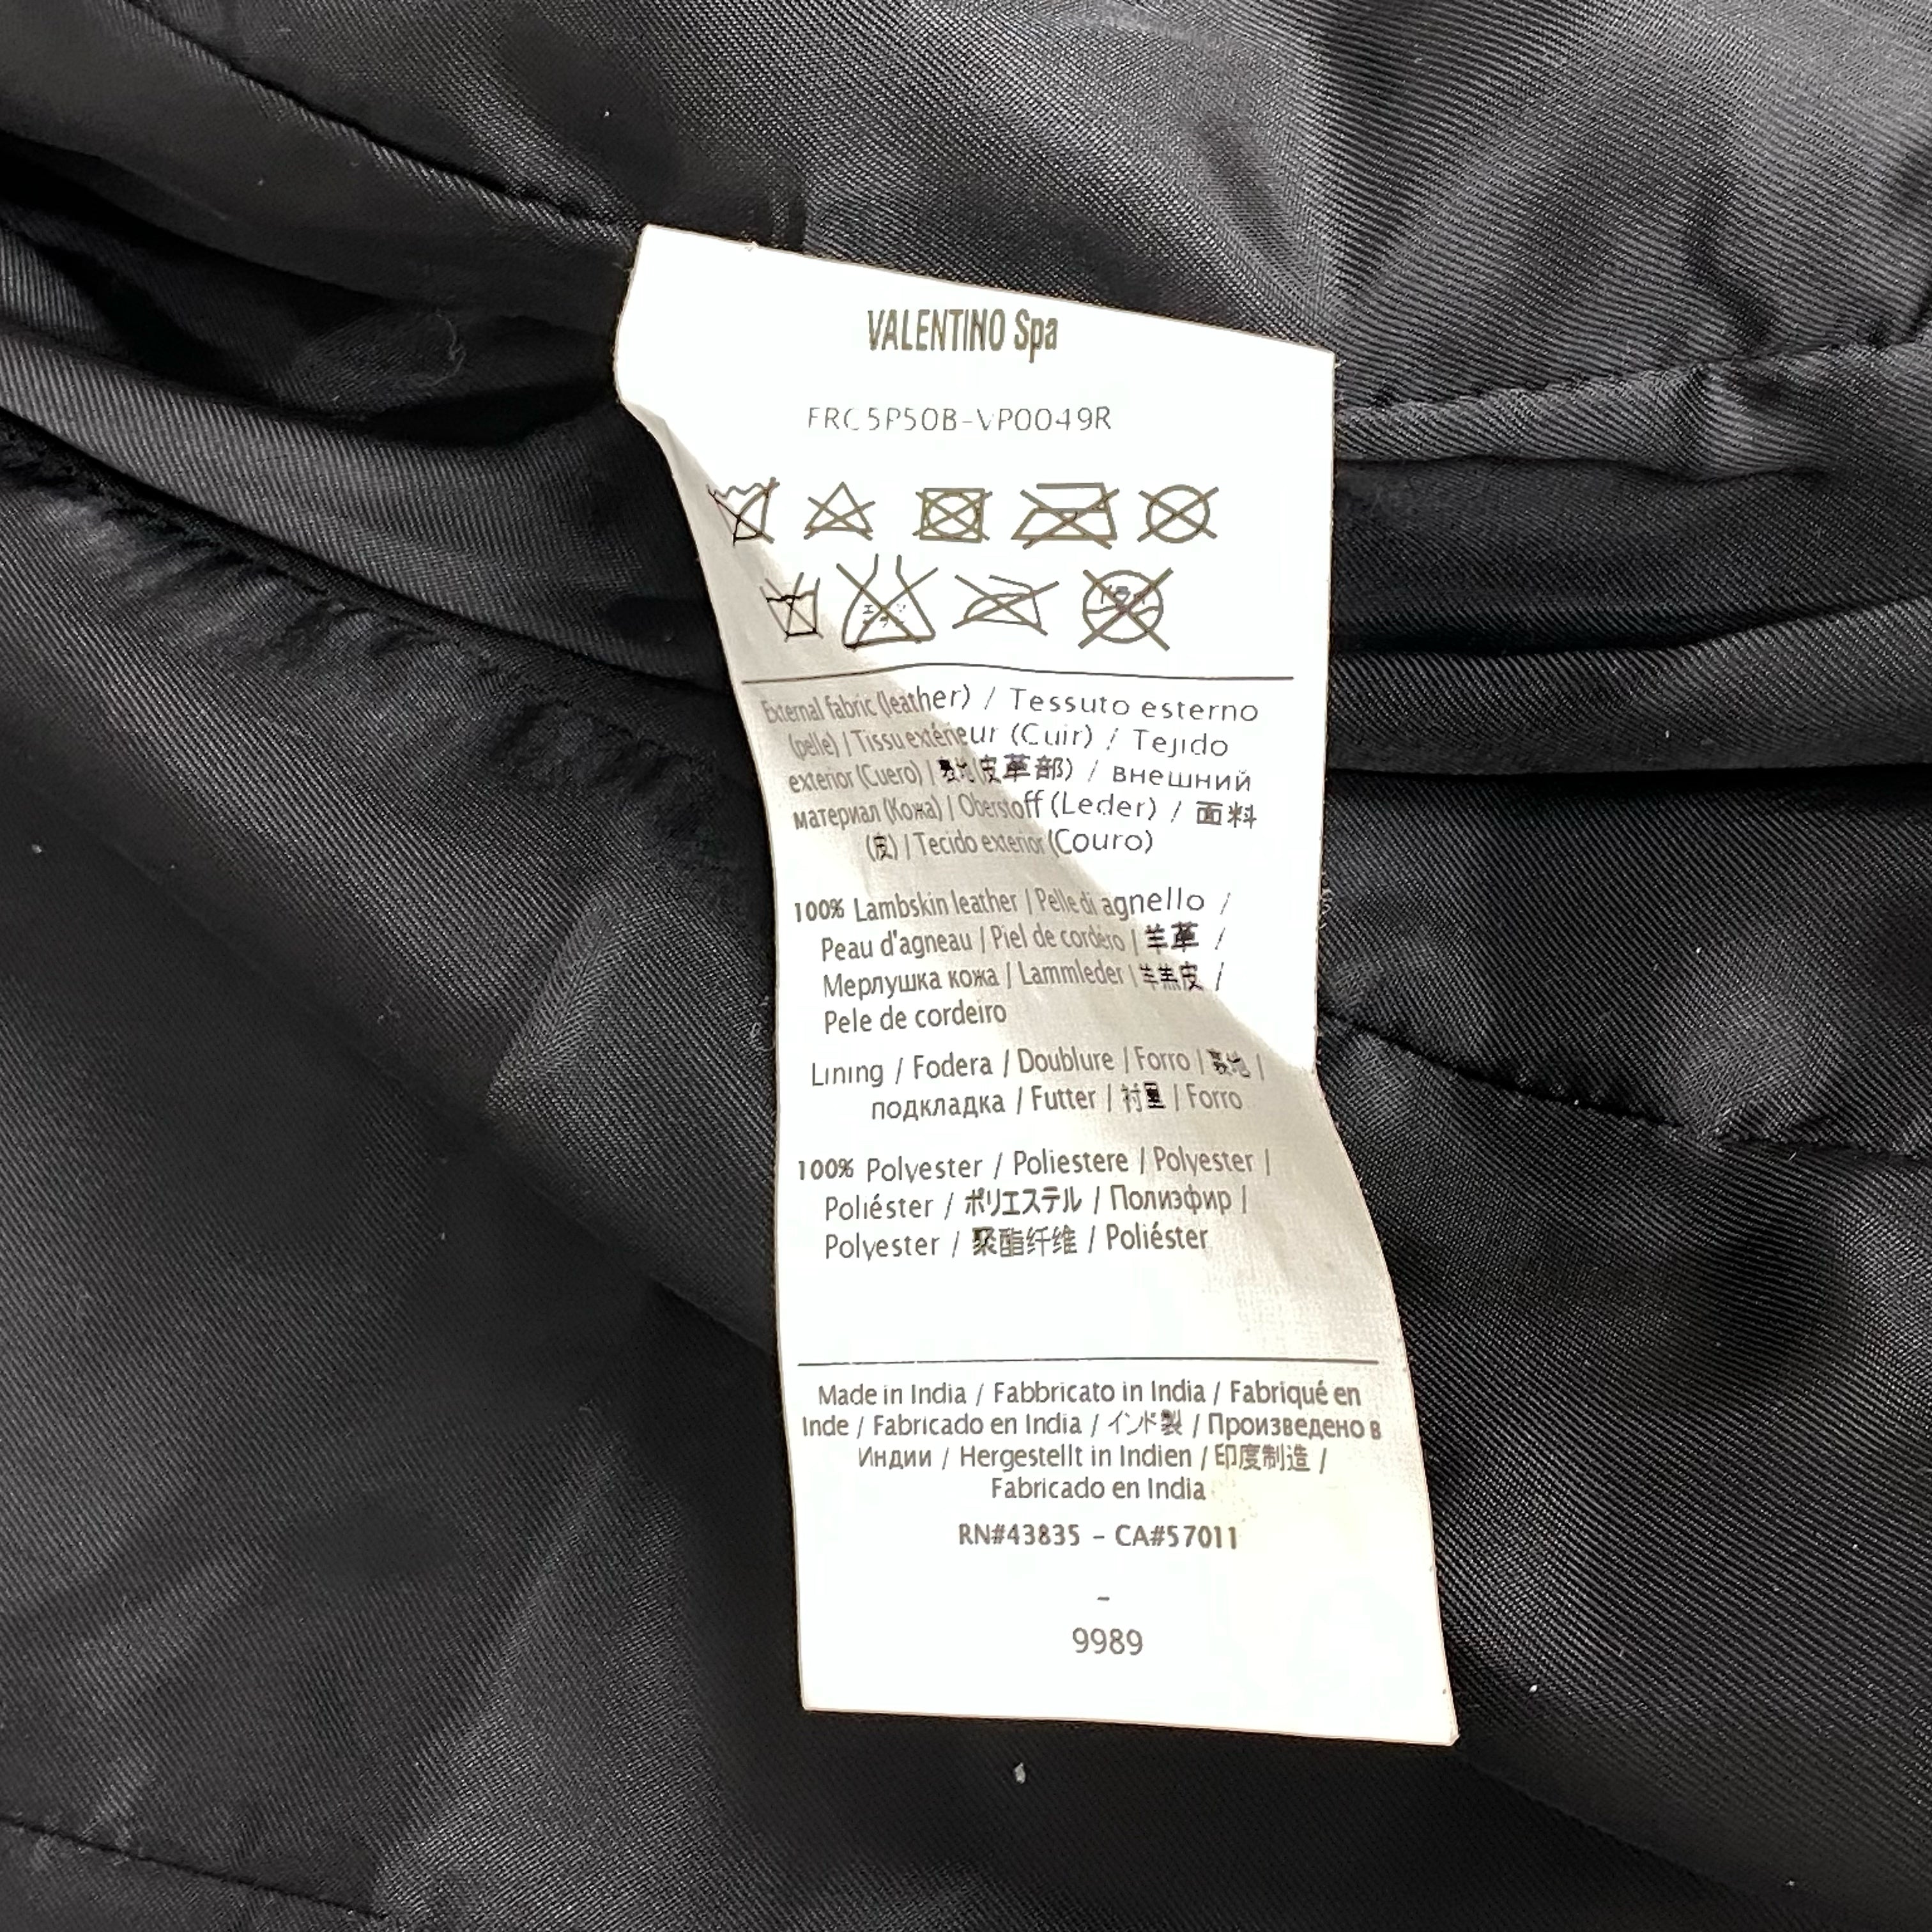 VALENTINO Spa
FRC5P50B-VP0049R
External fabric (leather) / Tessuto esterno
(pelle) / Tissu extérieur (Cuir) / Tejido
exterior (Cuero) / 表地(皮革部) / внешний
материал (Кожа) / Oberstoff (Leder) / 面料
(皮) / Tecido exterior (Couro)
100% Lambskin leather / Pelle di agnello /
Peau d'agneau / Piel de cordero / 羊革 /
Мерлушка кожа / Lammleder / 羊羔皮 /
Pele de cordeiro
Lining / Fodera / Doublure / Forro / 裏地 /
подкладка / Futter / 衬里 / Forro
100% Polyester / Poliestere / Polyester /
Poliéster / ポリエステル / Полиэфир /
Polyester / 聚酯纤维 / Poliéster
Made in India / Fabbricato in India / Fabriqué en
Inde / Fabricado en India / インド製 / Произведено в
Индии / Hergestellt in Indien / 印度制造 /
Fabricado en India
RN#43835 - CA#57011
-
9989